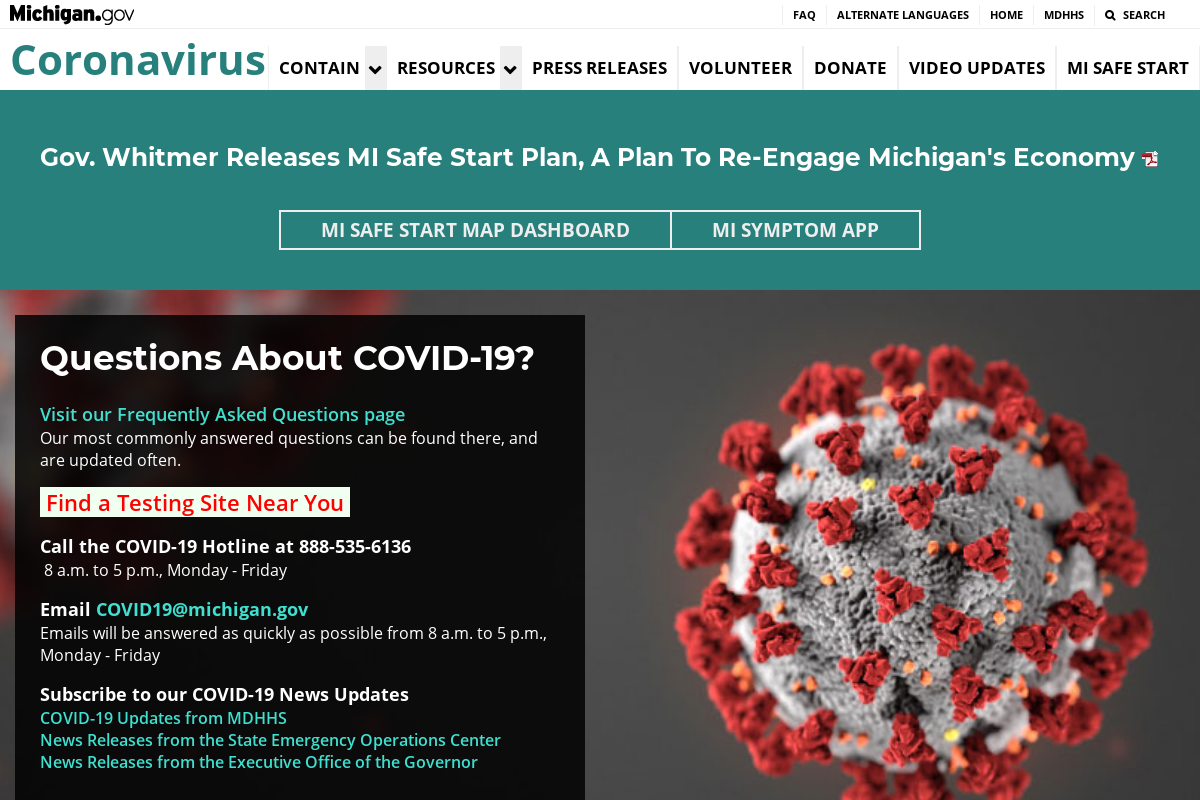 Michigan.gov
FAQ
ALTERNATE LANGUAGES
HOME
MDHHS
SEARCH
Coronavirus
CONTAIN
RESOURCES
PRESS RELEASES
VOLUNTEER
DONATE
VIDEO UPDATES
MI SAFE START
Gov. Whitmer Releases MI Safe Start Plan, A Plan To Re-Engage Michigan's Economy
MI SAFE START MAP DASHBOARD
MI SYMPTOM APP
Questions About COVID-19?
Visit our Frequently Asked Questions page
Our most commonly answered questions can be found there, and
are updated often.
Find a Testing Site Near You
Call the COVID-19 Hotline at 888-535-6136
8 a.m. to 5 p.m., Monday - Friday
Email COVID19@michigan.gov
Emails will be answered as quickly as possible from 8 a.m. to 5 p.m.,
Monday - Friday
Subscribe to our COVID-19 News Updates
COVID-19 Updates from MDHHS
News Releases from the State Emergency Operations Center
News Releases from the Executive Office of the Governor